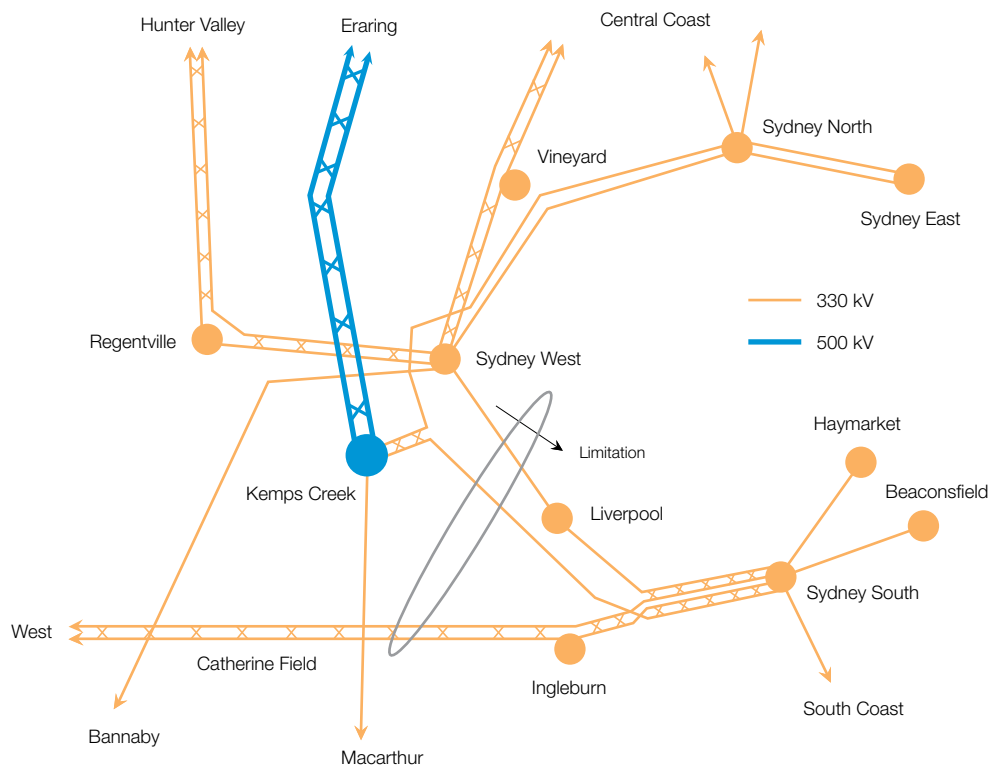 Hunter Valley
Eraring
Central Coast
Sydney North
Vineyard
Sydney East
330 kV
500 kV
Regentville
Sydney West
Haymarket
Limitation
Kemps Creek
Beaconsfield
Liverpool
Sydney South
West
Catherine Field
Ingleburn
South Coast
Bannaby
Macarthur